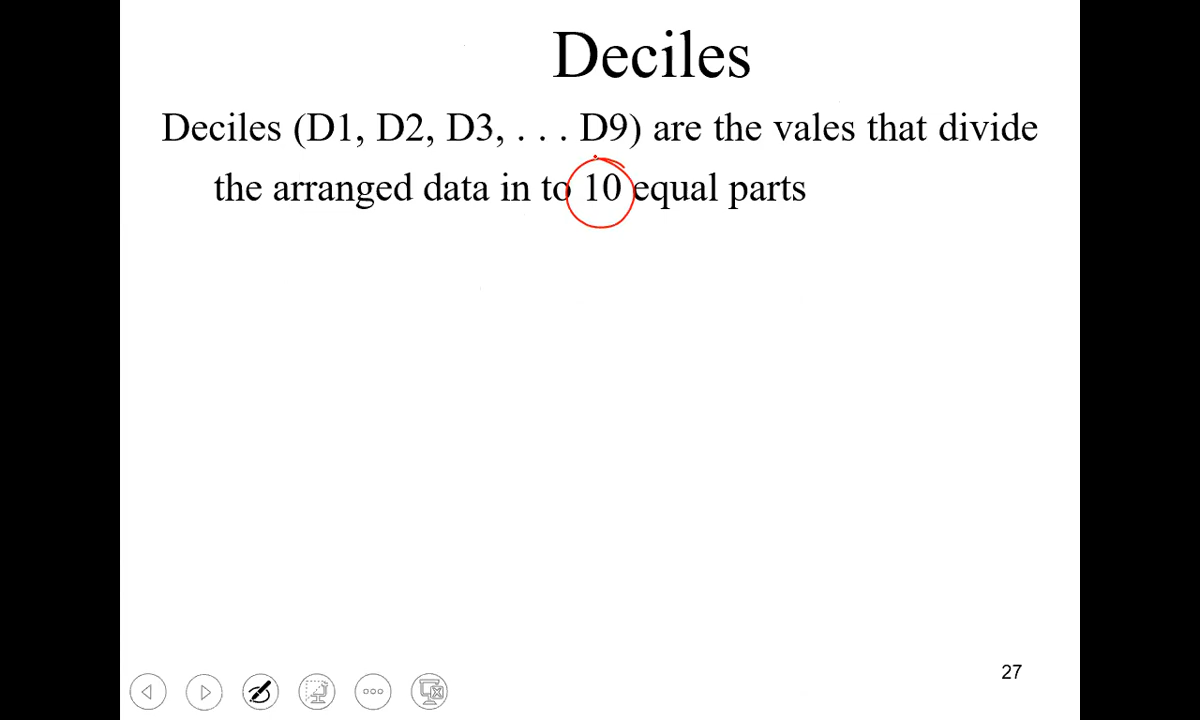 Deciles
Deciles (D1, D2, D3, . . . D9) are the vales that divide
the arranged data in to 10 equal parts
27